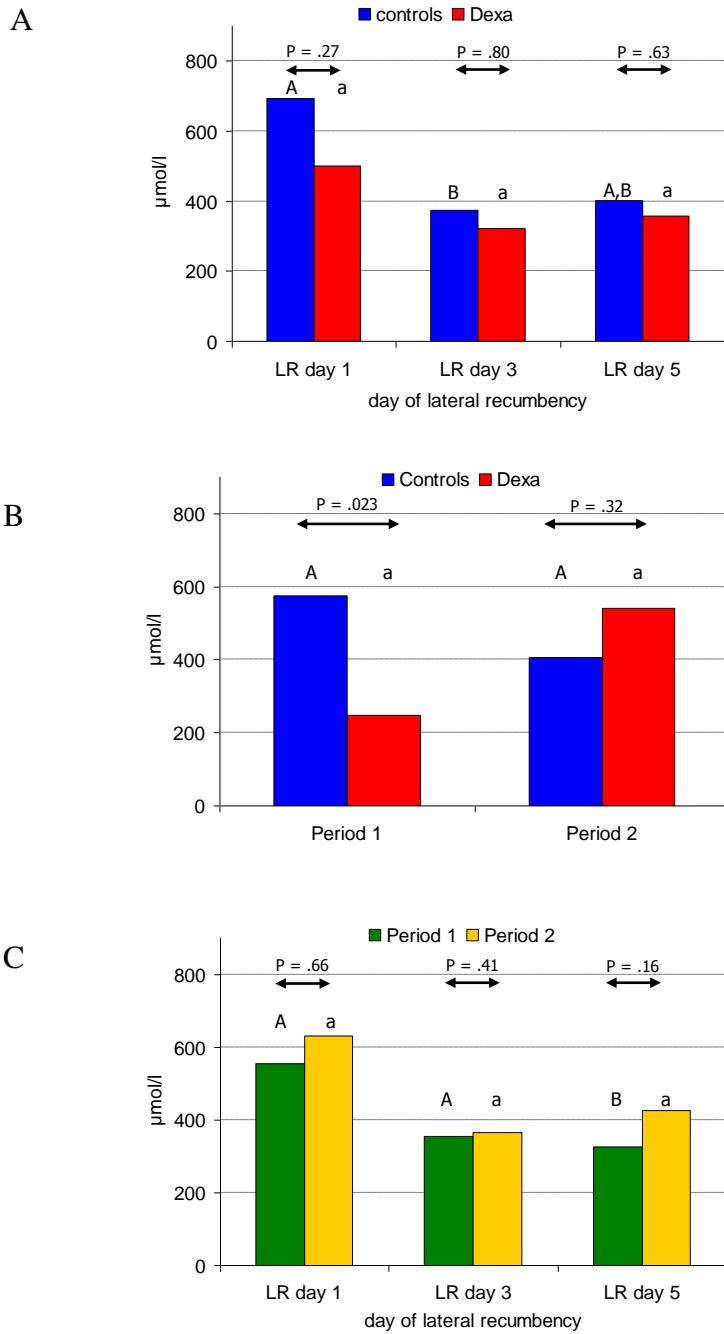 A
controls Dexa
P = .27 P = .80 P = .63
800
A a
600
B a A,B a
400
200
0
µmol/l
LR day 1 LR day 3 LR day 5
day of lateral recumbency
B
Controls Dexa
P = .023 P = .32
800
A a A a
600
400
200
0
µmol/l
Period 1 Period 2
C
Period 1 Period 2
P = .66 P = .41 P = .16
800
A a
600
A a B a
400
200
0
µmol/l
LR day 1 LR day 3 LR day 5
day of lateral recumbency